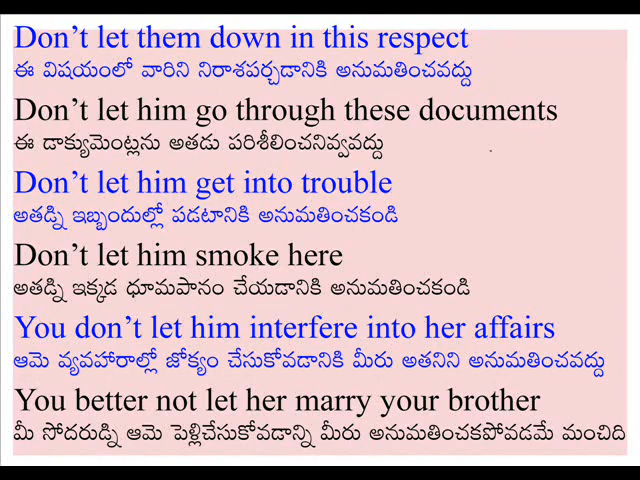 Don’t let them down in this respect
ఈ విషయంలో వారిని నిరాశపర్చడానికి అనుమతించవద్దు
Don’t let him go through these documents
ఈ డాక్యుమెంట్లను అతడు పరిశీలించనివ్వవద్దు
Don’t let him get into trouble
అతడ్ని ఇబ్బందుల్లో పడటానికి అనుమతించకండి
Don’t let him smoke here
అతడ్ని ఇక్కడ ధూమపానం చేయడానికి అనుమతించకండి
You don’t let him interfere into her affairs
ఆమె వ్యవహారాల్లో జోక్యం చేసుకోవడానికి మీరు అతనిని అనుమతించవద్దు
You better not let her marry your brother
మీ సోదరుడ్ని ఆమె పెళ్లిచేసుకోవడాన్ని మీరు అనుమతించకపోవడమే మంచిది